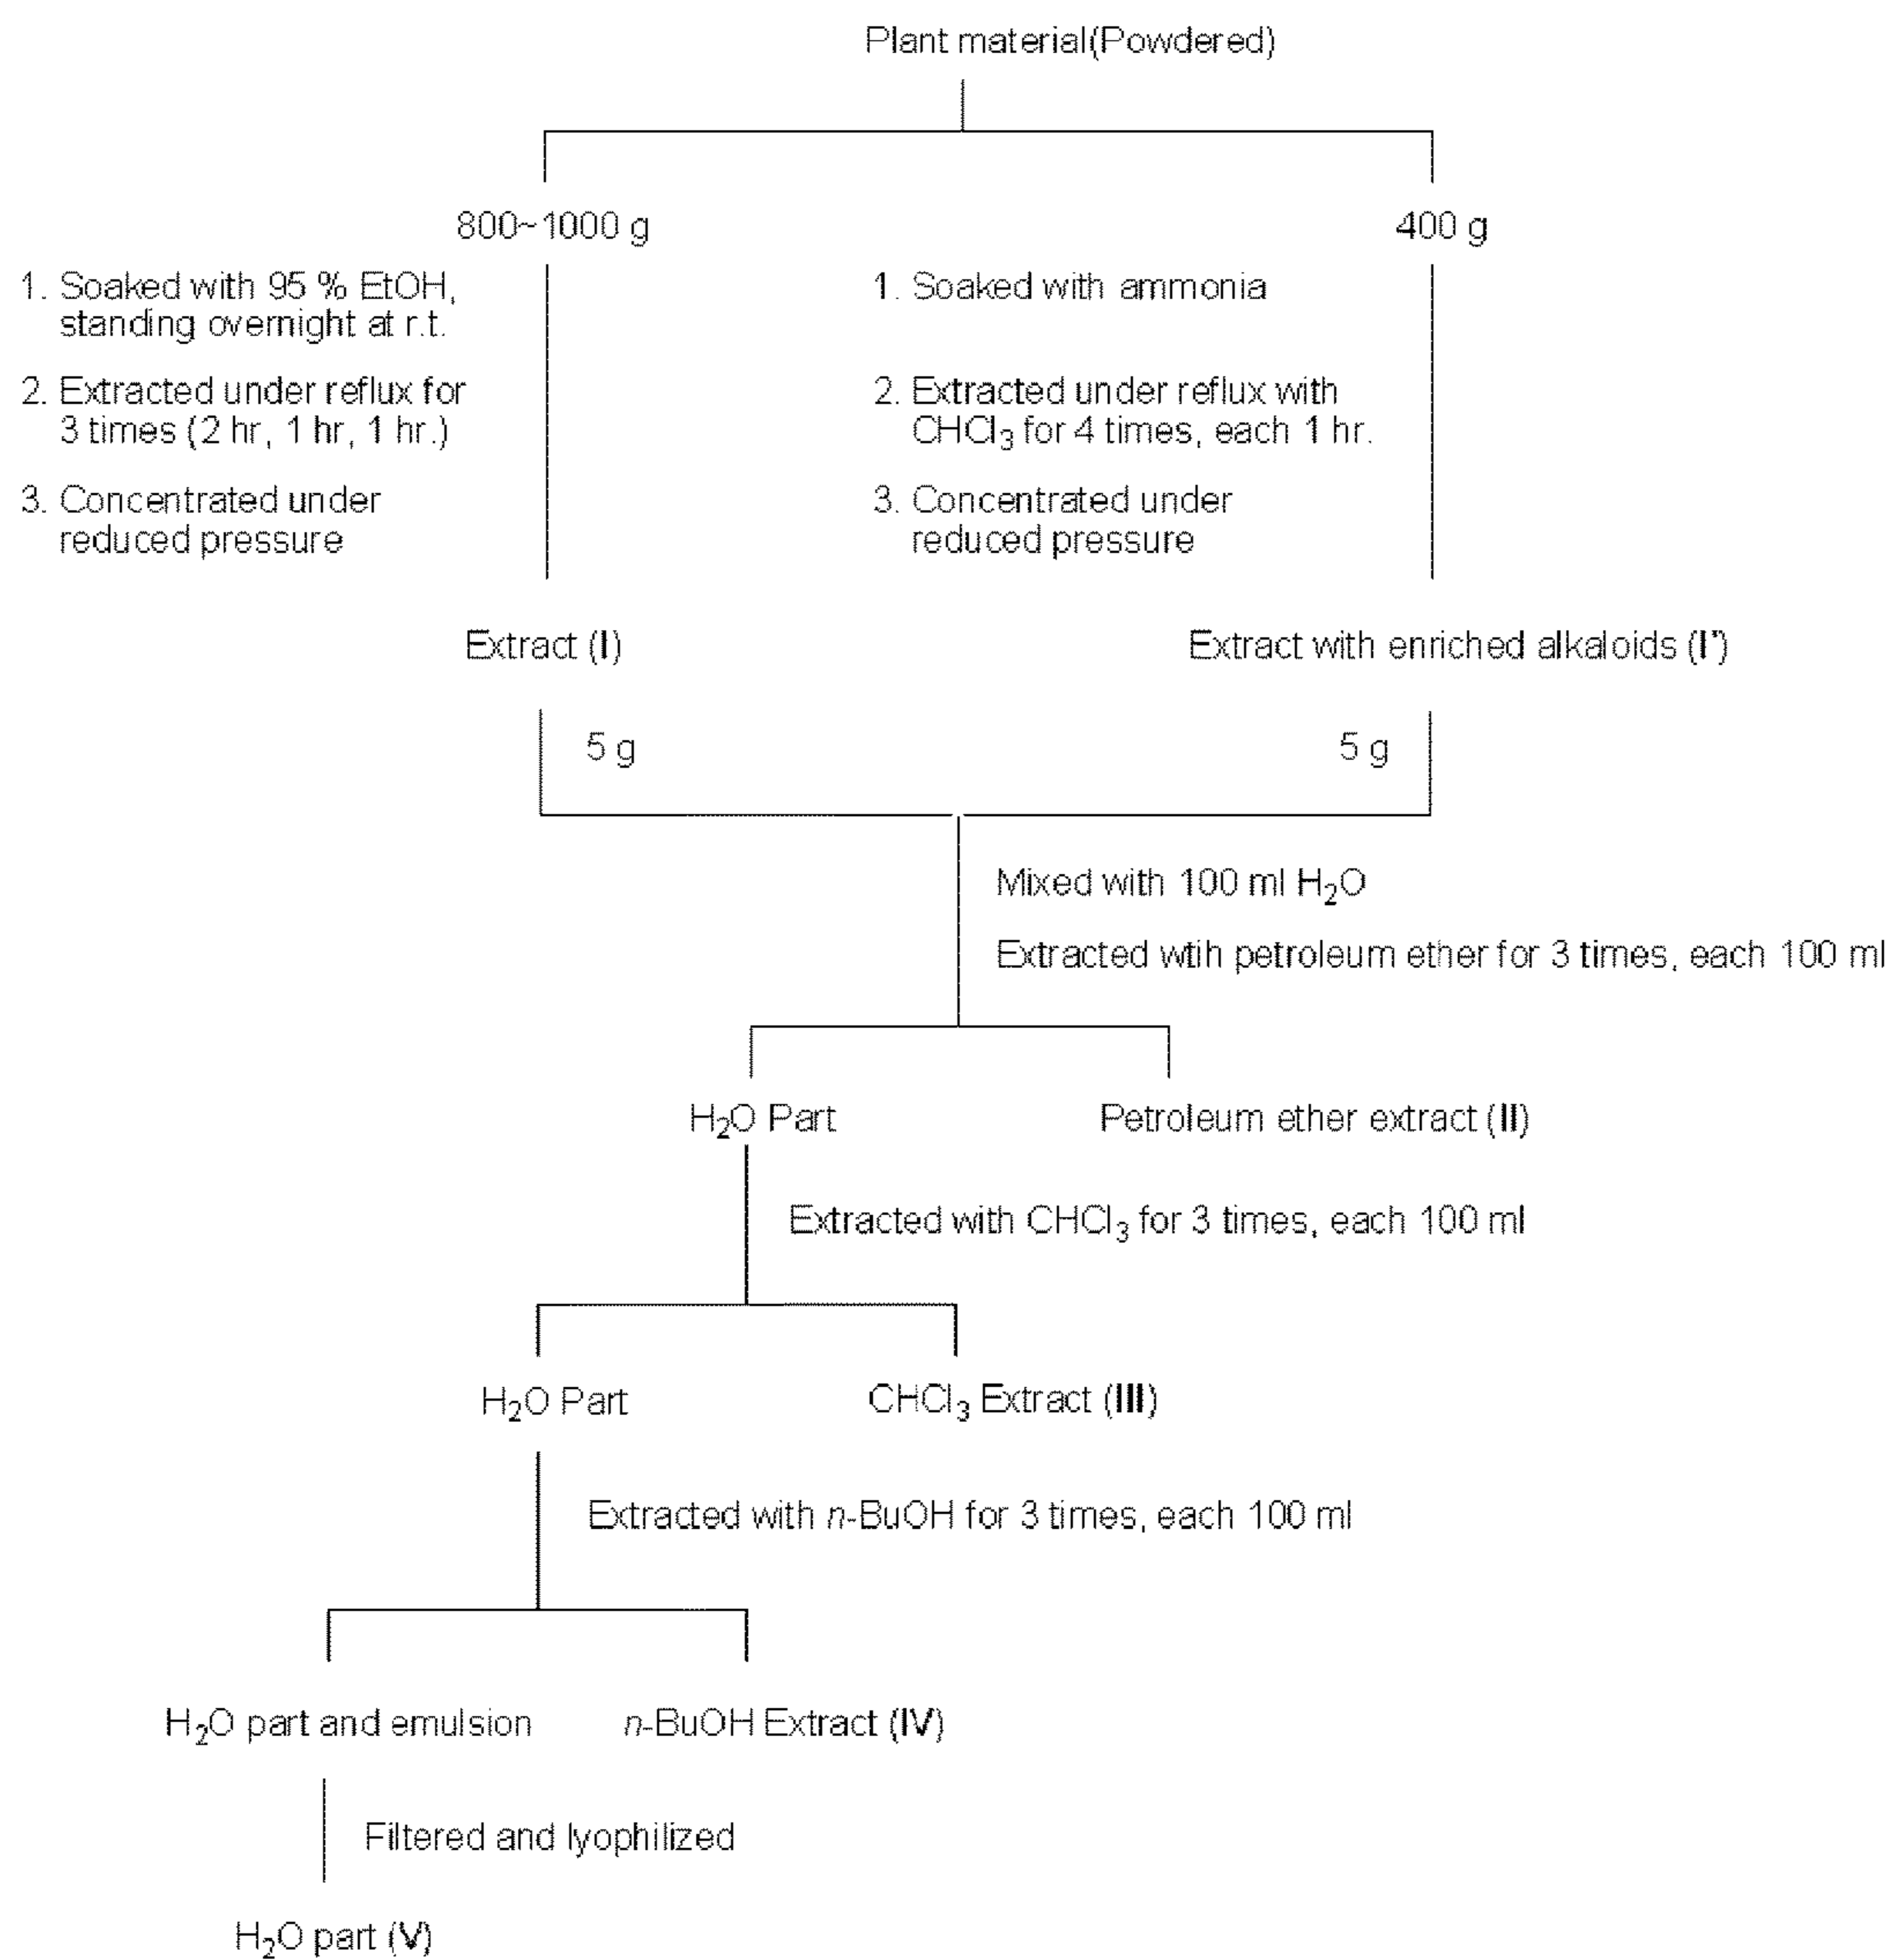 Plant material(Powdered)
800~1000 g
400 g
1. Soaked with 95 % EtOH,
standing overnight at r.t.
2. Extracted under reflux for
3 times (2 hr, 1 hr, 1 hr.)
3. Concentrated under
reduced pressure
1. Soaked with ammonia
2. Extracted under reflux with
CHCl₃ for 4 times, each 1 hr.
3. Concentrated under
reduced pressure
Extract (I)
Extract with enriched alkaloids (I')
5 g
5 g
Mixed with 100 ml H₂O
Extracted wtih petroleum ether for 3 times, each 100 ml
H₂O Part
Petroleum ether extract (II)
Extracted with CHCl₃ for 3 times, each 100 ml
H₂O Part
CHCl₃ Extract (III)
Extracted with n-BuOH for 3 times, each 100 ml
H₂O part and emulsion
n-BuOH Extract (IV)
Filtered and lyophilized
H₂O part (V)